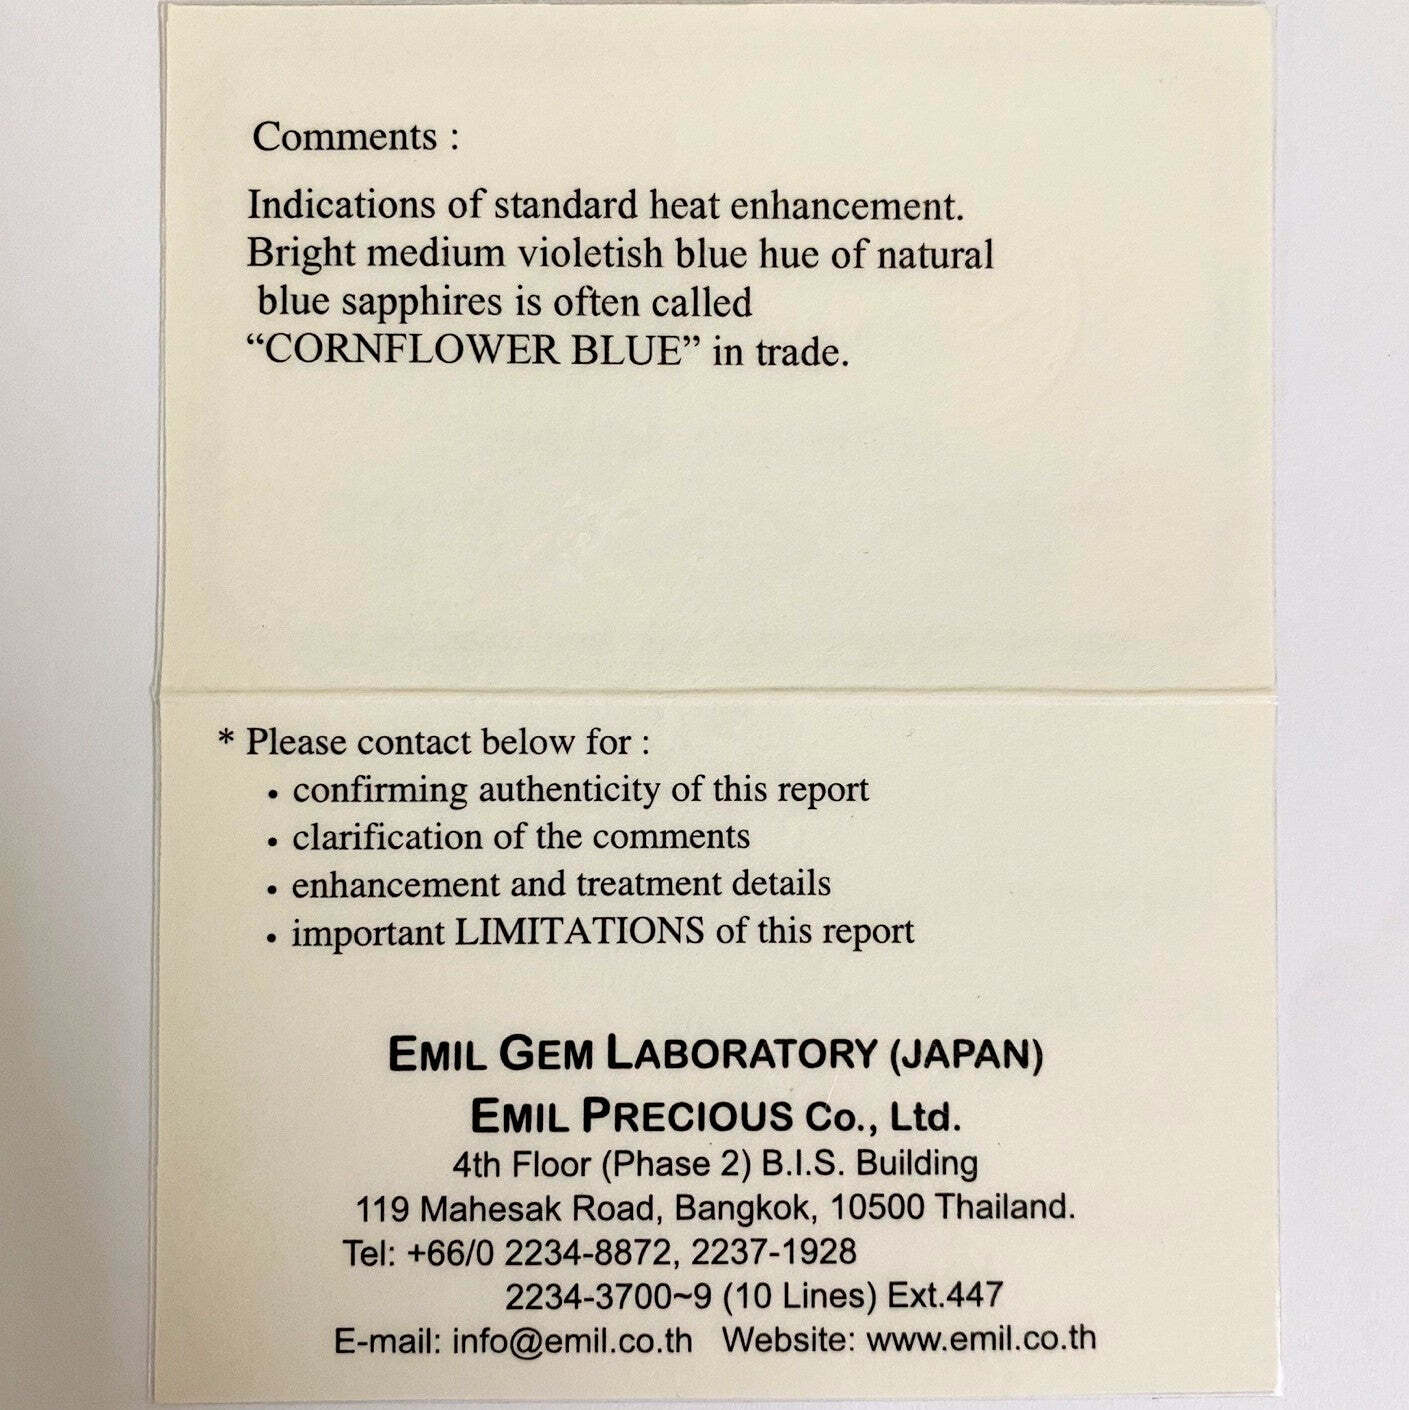 Comments :
Indications of standard heat enhancement.
Bright medium violetish blue hue of natural
blue sapphires is often called
“CORNFLOWER BLUE” in trade.
* Please contact below for :
• confirming authenticity of this report
• clarification of the comments
• enhancement and treatment details
• important LIMITATIONS of this report
EMIL GEM LABORATORY (JAPAN)
EMIL PRECIOUS Co., Ltd.
4th Floor (Phase 2) B.I.S. Building
119 Mahesak Road, Bangkok, 10500 Thailand.
Tel: +66/0 2234-8872, 2237-1928
2234-3700~9 (10 Lines) Ext.447
E-mail: info@emil.co.th Website: www.emil.co.th